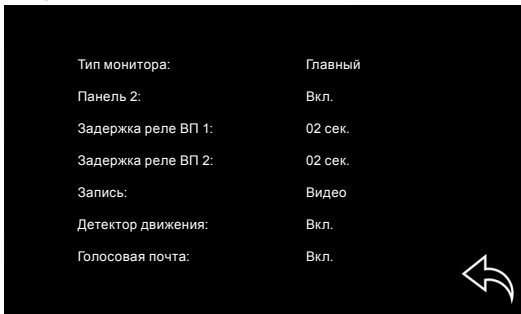 Тип монитора: Главный
Панель 2: Вкл.
Задержка реле ВП 1: 02 сек.
Задержка реле ВП 2: 02 сек.
Запись: Видео
Детектор движения: Вкл.
Голосовая почта: Вкл.